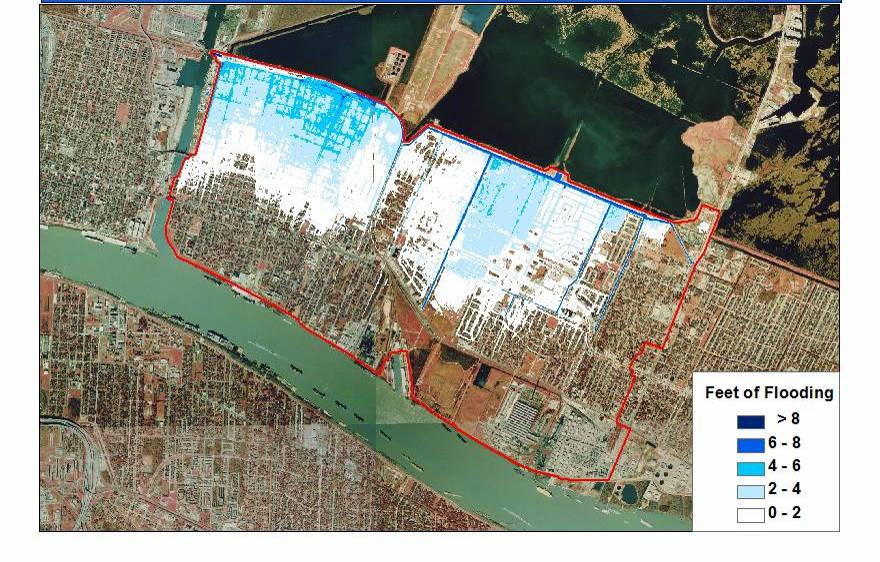 Feet of Flooding
> 8
6 - 8
4 - 6
2 - 4
0 - 2